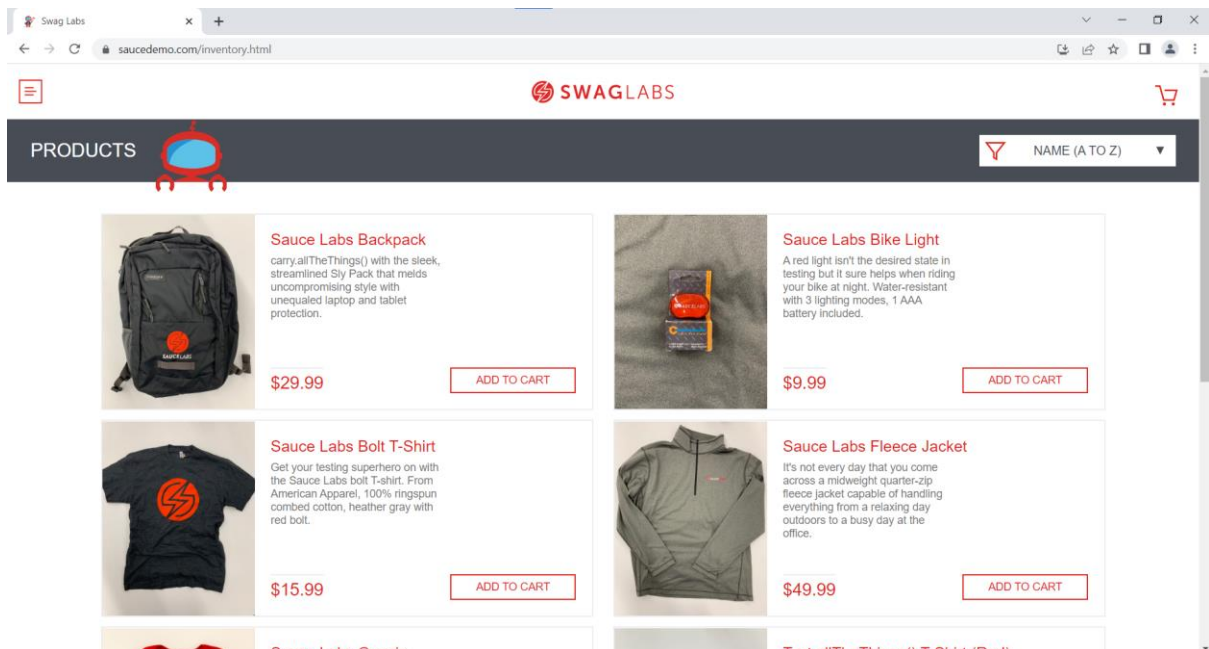 Swag Labs
saucedemo.com/inventory.html
SWAGLABS
PRODUCTS
NAME (A TO Z)
Sauce Labs Backpack
carry.allTheThings() with the sleek,
streamlined Sly Pack that melds
uncompromising style with
unequaled laptop and tablet
protection.
$29.99
ADD TO CART
SAUCELABS
Sauce Labs Bike Light
A red light isn't the desired state in
testing but it sure helps when riding
your bike at night. Water-resistant
with 3 lighting modes, 1 AAA
battery included.
$9.99
ADD TO CART
Sauce Labs Bolt T-Shirt
Get your testing superhero on with
the Sauce Labs bolt T-shirt. From
American Apparel, 100% ringspun
combed cotton, heather gray with
red bolt.
$15.99
ADD TO CART
Sauce Labs Fleece Jacket
It's not every day that you come
across a midweight quarter-zip
fleece jacket capable of handling
everything from a relaxing day
outdoors to a busy day at the
office.
$49.99
ADD TO CART